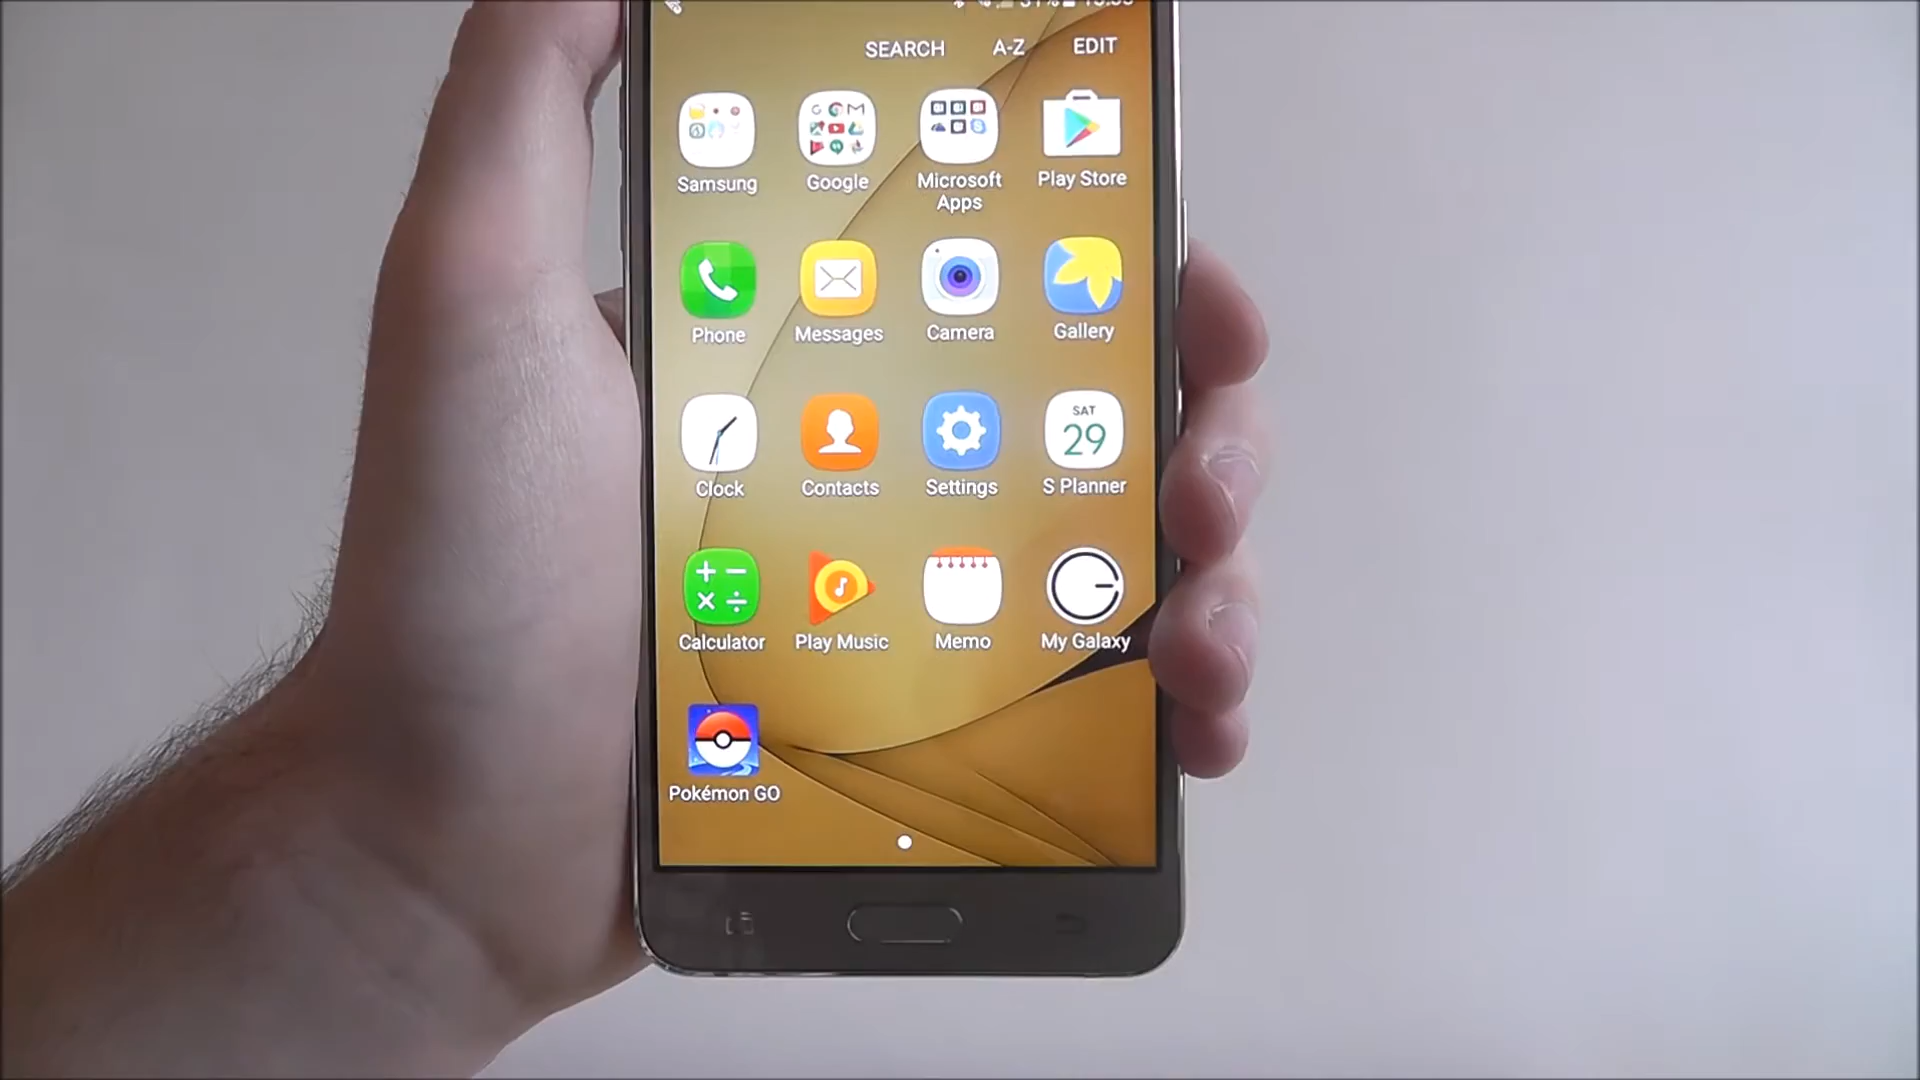 SEARCH A-Z EDIT
Samsung Google Microsoft Apps Play Store
Phone Messages Camera Gallery
SAT
29
Clock Contacts Settings S Planner
Calculator Play Music Memo My Galaxy
Pokémon GO